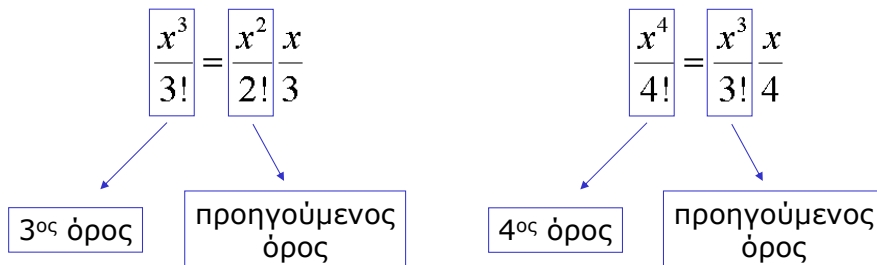 x³/3! = x²/2! x/3
x⁴/4! = x³/3! x/4
3ος όρος
προηγούμενος
όρος
4ος όρος
προηγούμενος
όρος